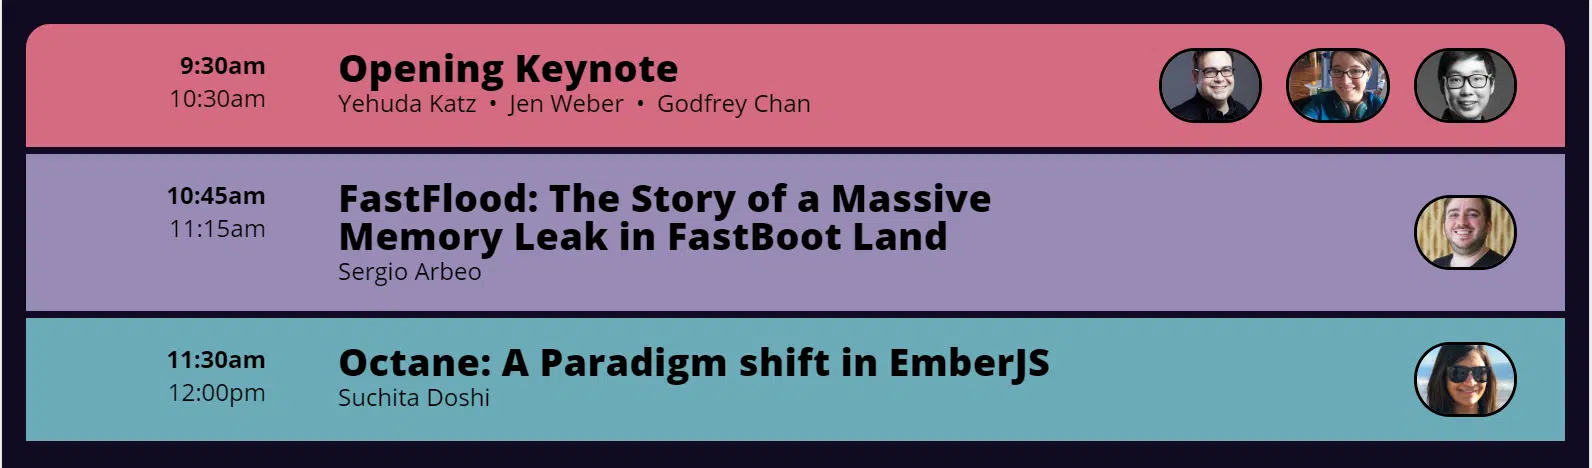 9:30am
10:30am
Opening Keynote
Yehuda Katz • Jen Weber • Godfrey Chan
10:45am
11:15am
FastFlood: The Story of a Massive
Memory Leak in FastBoot Land
Sergio Arbeo
11:30am
12:00pm
Octane: A Paradigm shift in EmberJS
Suchita Doshi